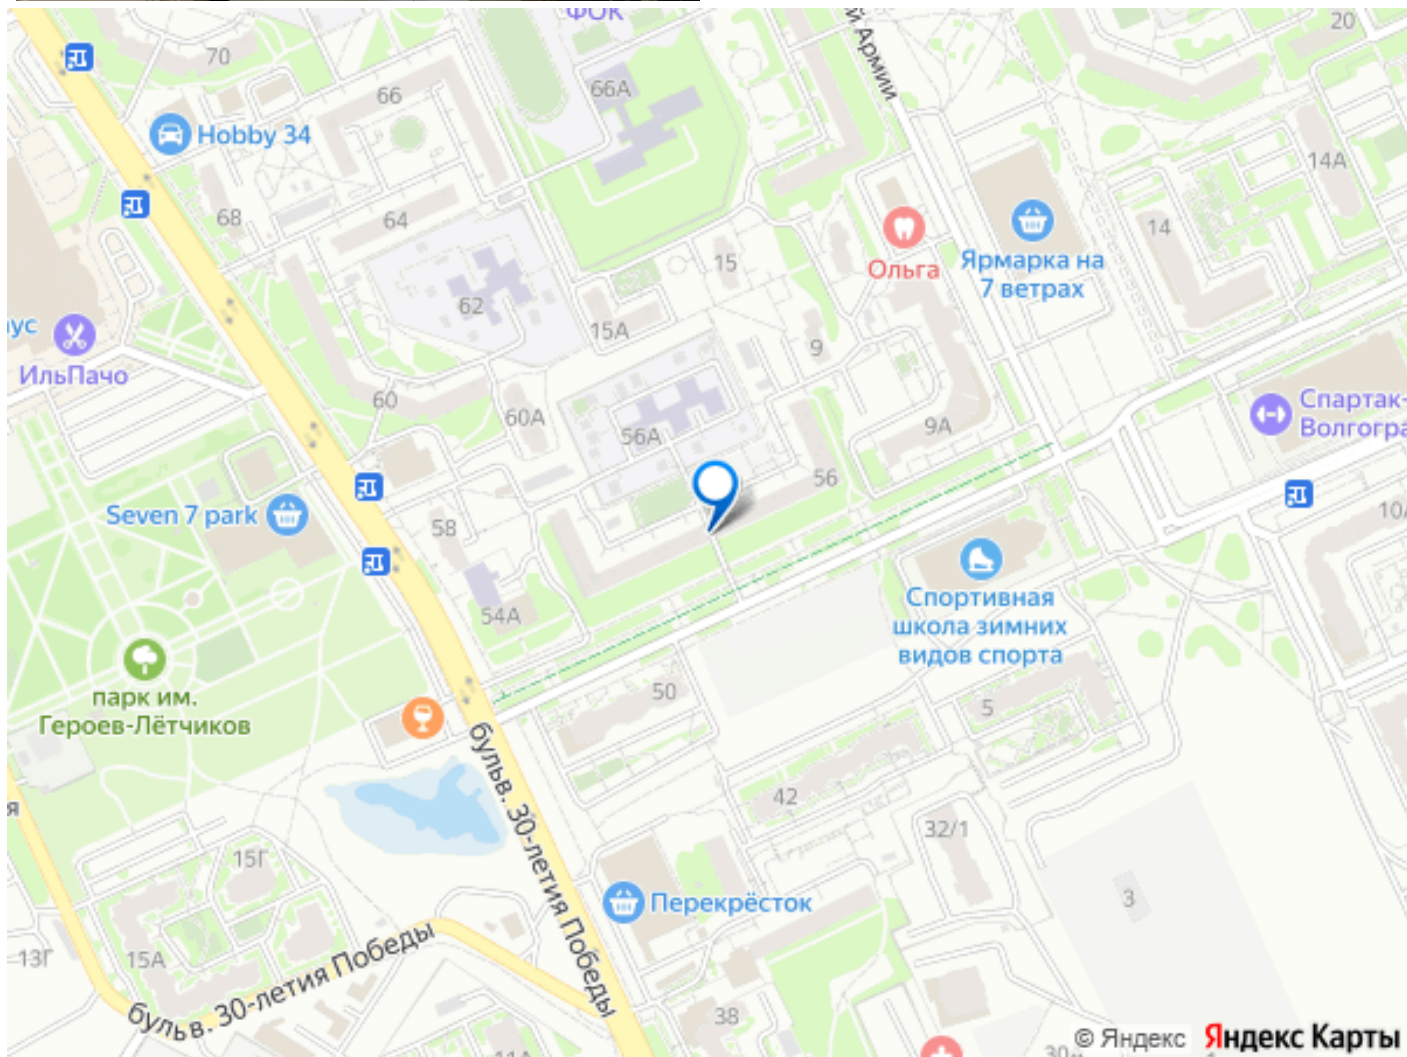 ФОК
й Армии
20
70
66
66А
Hobby 34
14А
68
64
14
15
Ольга
Ярмарка на
7 ветрах
62
15А
9
ус
ИльПачо
60
60А
56А
9А
Спартак-
Волгогра
56
Seven 7 park
58
10А
54А
Спортивная
школа зимних
видов спорта
парк им.
Героев-Лётчиков
50
5
бульв. 30-летия Победы
я
42
32/1
15Г
3
Перекрёсток
13Г
15А
бульв. 30-летия Победы
38
11А
© Яндекс Яндекс Карты